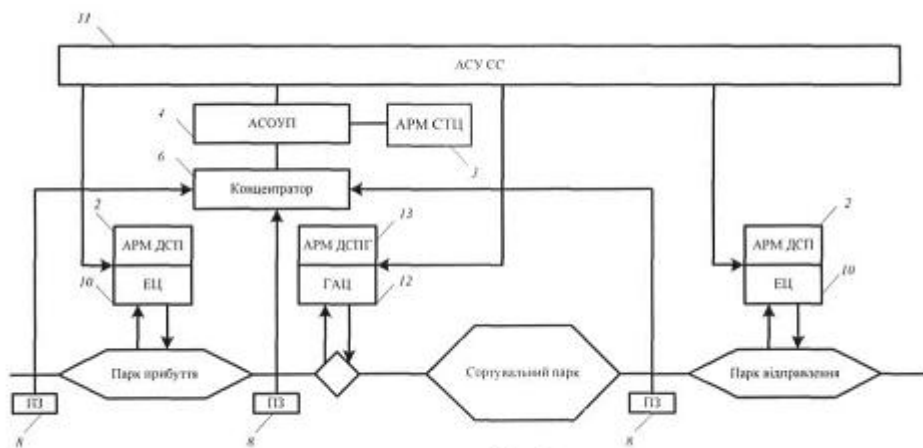 11
АСУ СС
4
АСОУП
АРМ СТЦ
3
6
Концентратор
2
АРМ ДСП
10
ЕЦ
13
АРМ ДСПГ
ГАЦ
12
2
АРМ ДСП
ЕЦ
10
Парк прибуття
Сортувальний парк
Парк відправлення
ПЗ
8
ПЗ
8
ПЗ
8